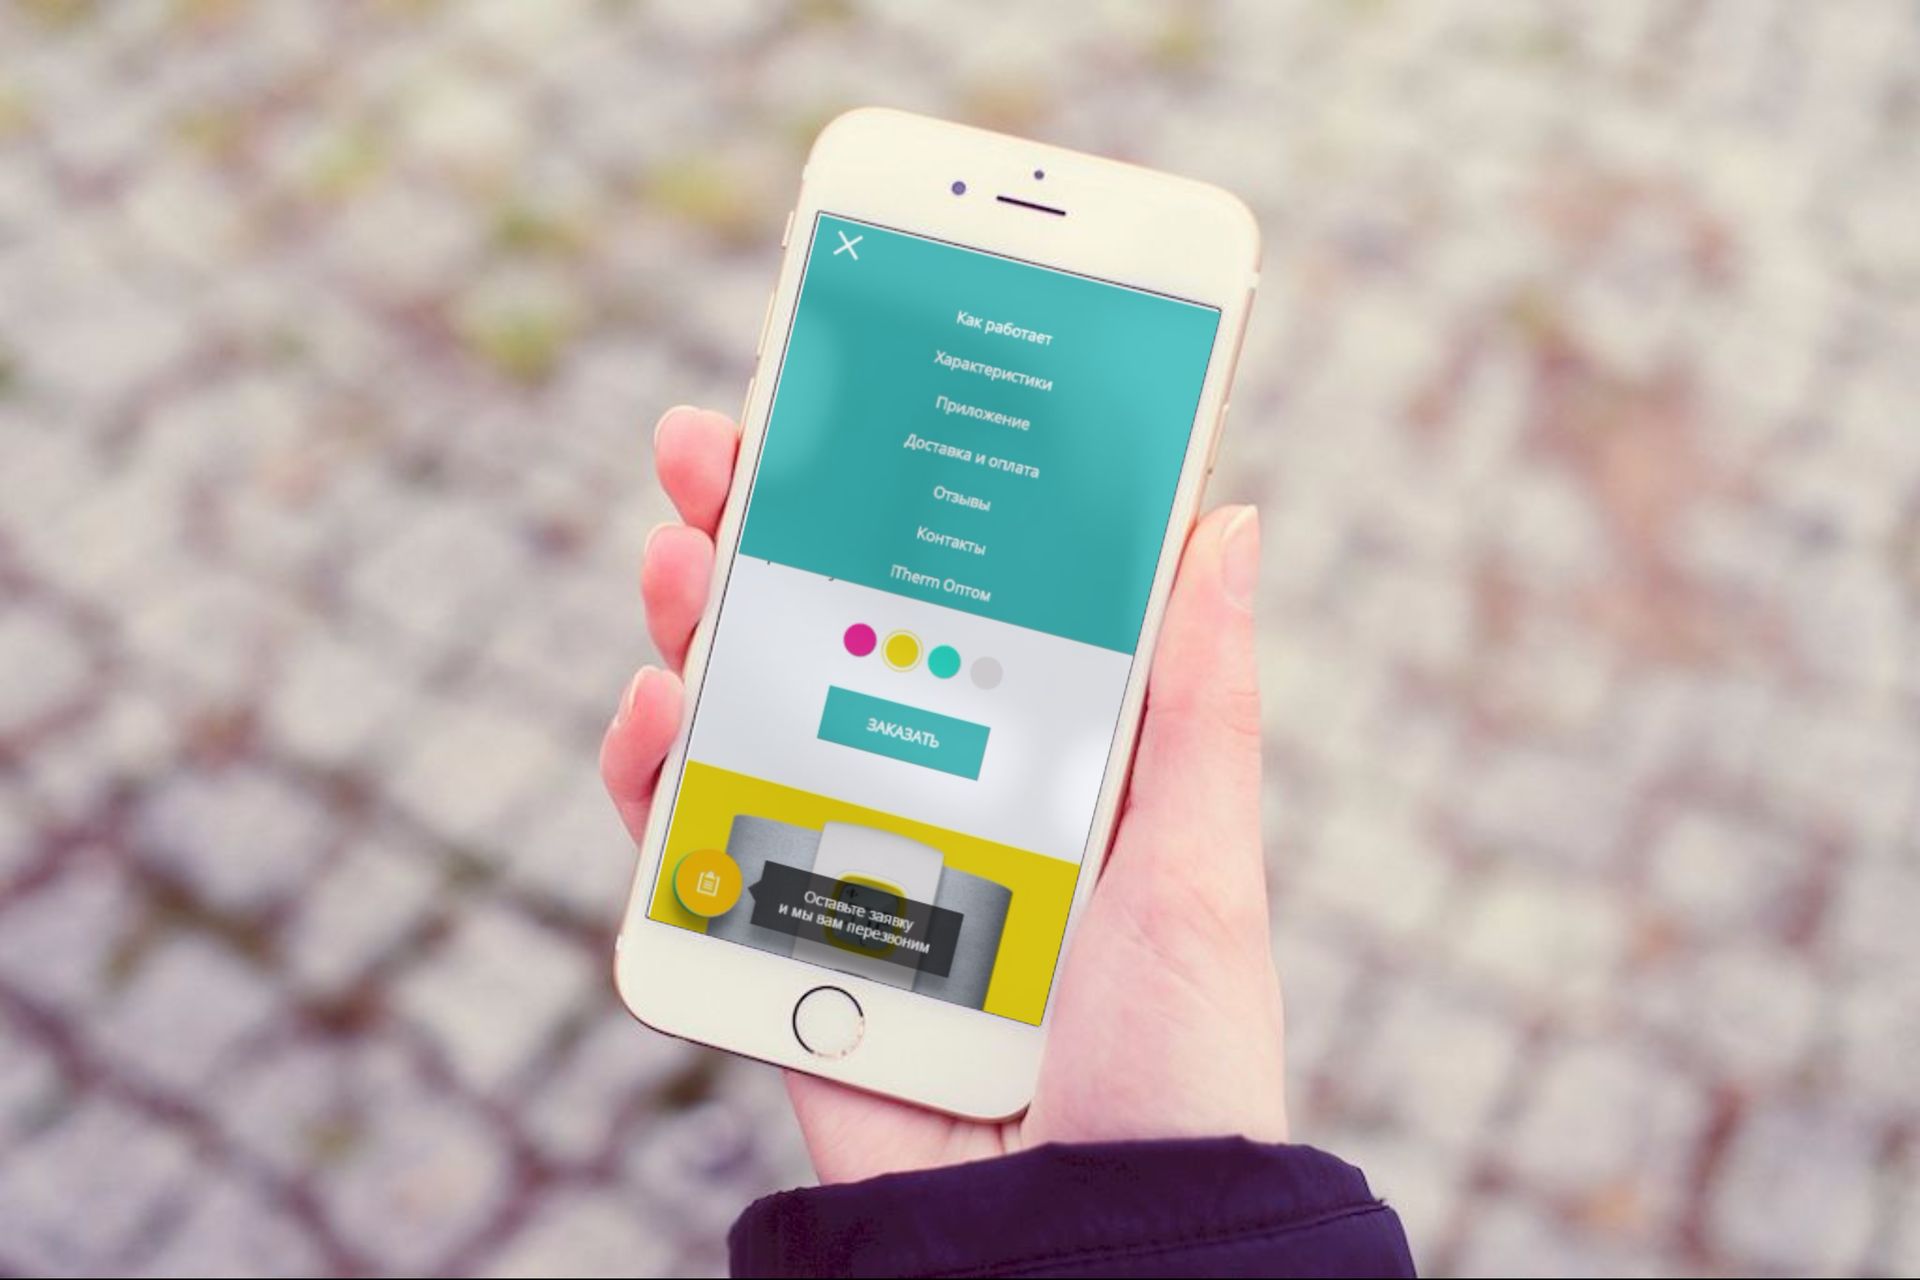 Как работает
Характеристики
Приложение
Доставка и оплата
Отзывы
Контакты
iTherm Оптом
ЗАКАЗАТЬ
Оставьте заявку
и мы вам перезвоним